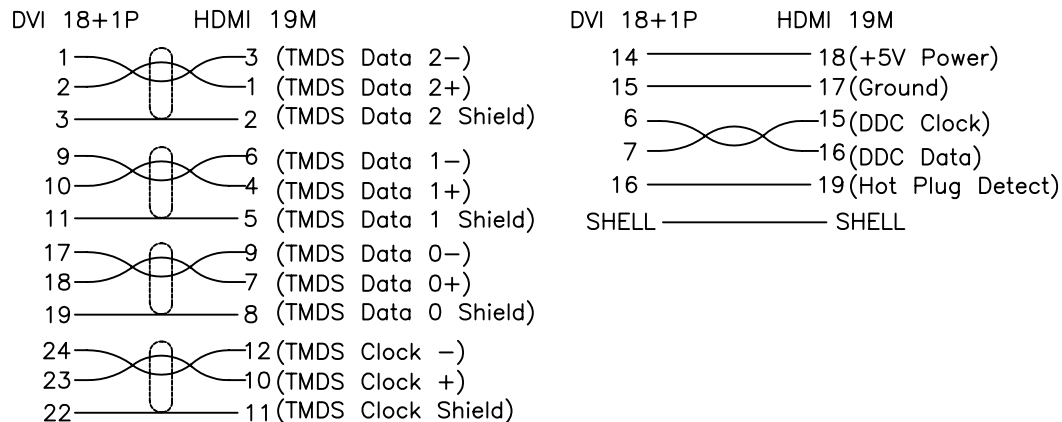 DVI 18+1P HDMI 19M
1 3 (TMDS Data 2-)
2 1 (TMDS Data 2+)
3 2 (TMDS Data 2 Shield)
9 6 (TMDS Data 1-)
10 4 (TMDS Data 1+)
11 5 (TMDS Data 1 Shield)
17 9 (TMDS Data 0-)
18 7 (TMDS Data 0+)
19 8 (TMDS Data 0 Shield)
24 12 (TMDS Clock -)
23 10 (TMDS Clock +)
22 11 (TMDS Clock Shield)
DVI 18+1P HDMI 19M
14 18 (+5V Power)
15 17 (Ground)
6 15 (DDC Clock)
7 16 (DDC Data)
16 19 (Hot Plug Detect)
SHELL SHELL